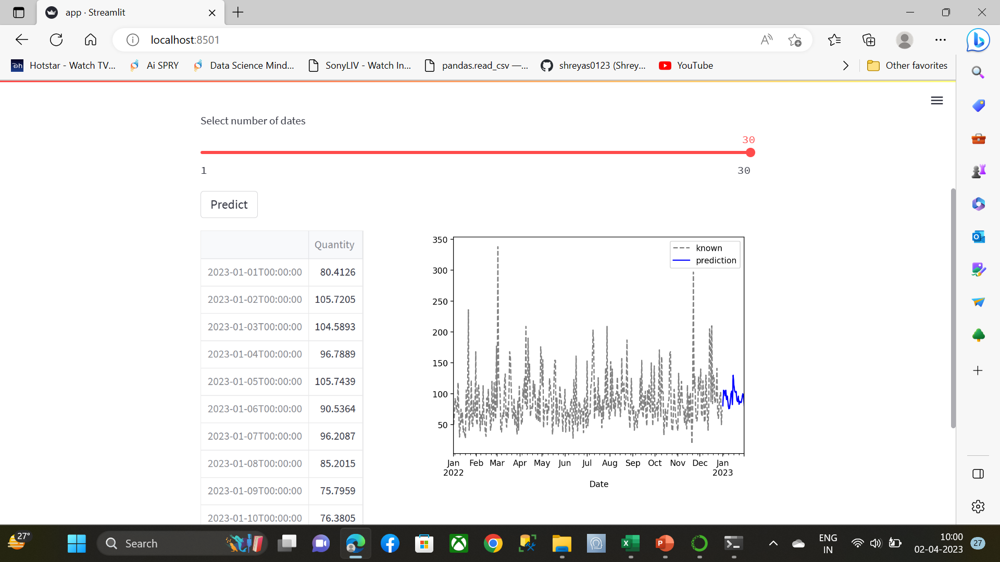 app · Streamlit
localhost:8501
Hotstar - Watch TV... Ai SPRY Data Science Mind... SonyLIV - Watch In... pandas.read_csv —... shreyas0123 (Shrey... YouTube Other favorites
Select number of dates
30
1 30
Predict
Quantity
2023-01-01T00:00:00 80.4126
2023-01-02T00:00:00 105.7205
2023-01-03T00:00:00 104.5893
2023-01-04T00:00:00 96.7889
2023-01-05T00:00:00 105.7439
2023-01-06T00:00:00 90.5364
2023-01-07T00:00:00 96.2087
2023-01-08T00:00:00 85.2015
2023-01-09T00:00:00 75.7959
2023-01-10T00:00:00 76.3805
known
prediction
350
300
250
200
150
100
50
Jan Feb Mar Apr May Jun Jul Aug Sep Oct Nov Dec Jan
2022 2023
Date
27°
Search
ENG
IN
10:00
02-04-2023
27